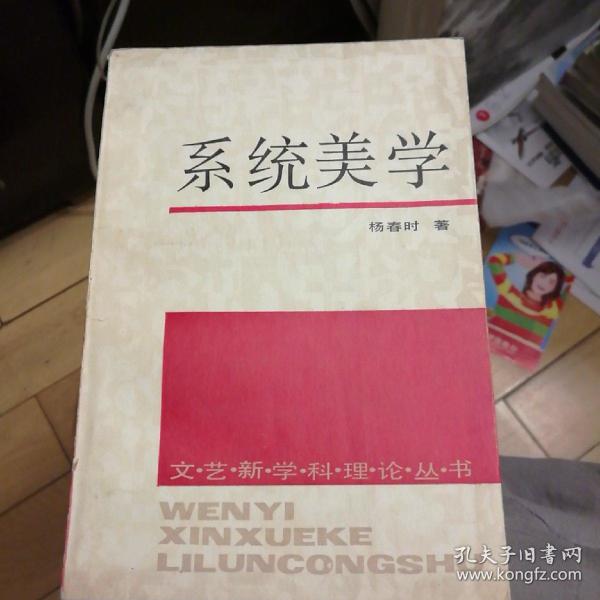 系统美学
杨春时 著
文·艺·新·学·科·理·论·丛·书
WENYI
XINXUEKE
LILUNCONGSH
孔夫子旧书网
www.kongfz.com